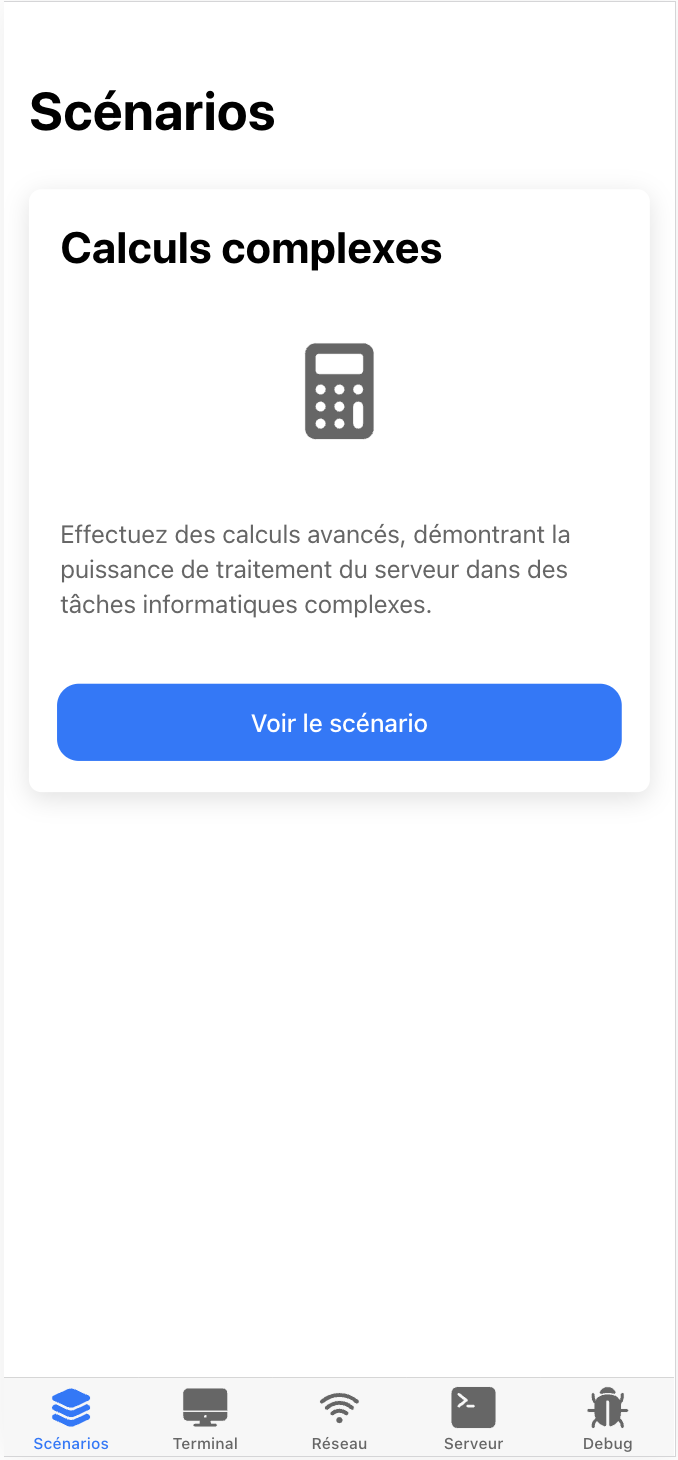 Scénarios
Calculs complexes
Effectuez des calculs avancés, démontrant la
puissance de traitement du serveur dans des
tâches informatiques complexes.
Voir le scénario
Scénarios
Terminal
Réseau
Serveur
Debug